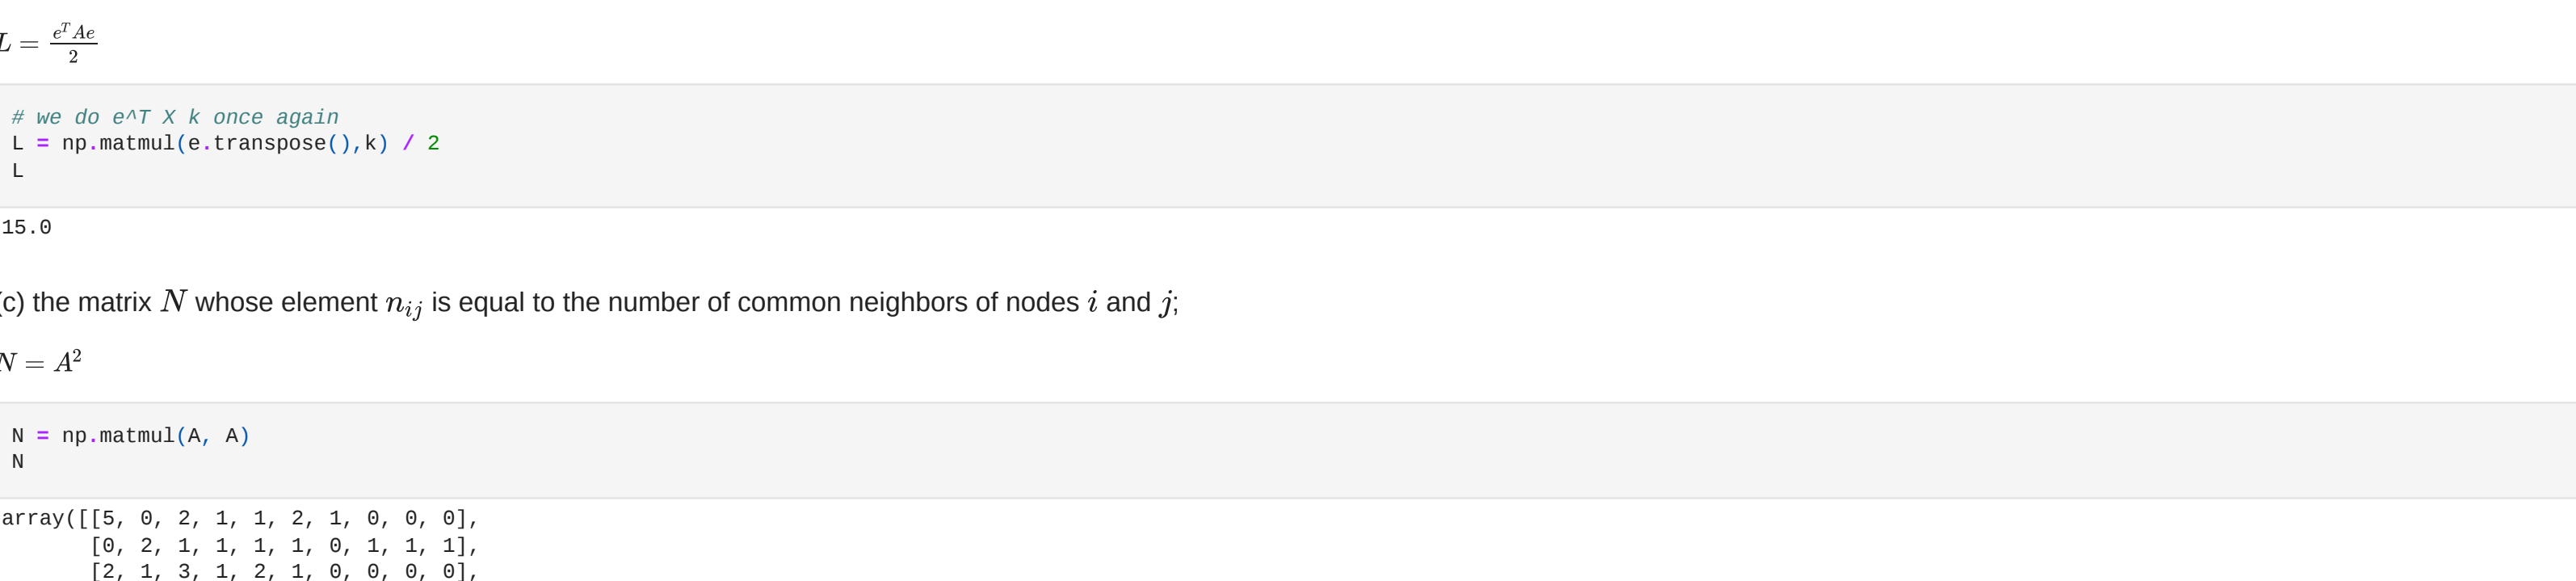 L = e^T Ae / 2
# we do e^T X k once again
L = np.matmul(e.transpose(),k) / 2
L
15.0
(c) the matrix N whose element n_ij is equal to the number of common neighbors of nodes i and j;
N = A²
N = np.matmul(A, A)
N
array([[5, 0, 2, 1, 1, 2, 1, 0, 0, 0],
[0, 2, 1, 1, 1, 1, 0, 1, 1, 1],
[2, 1, 3, 1, 2, 1, 0, 0, 0, 0],